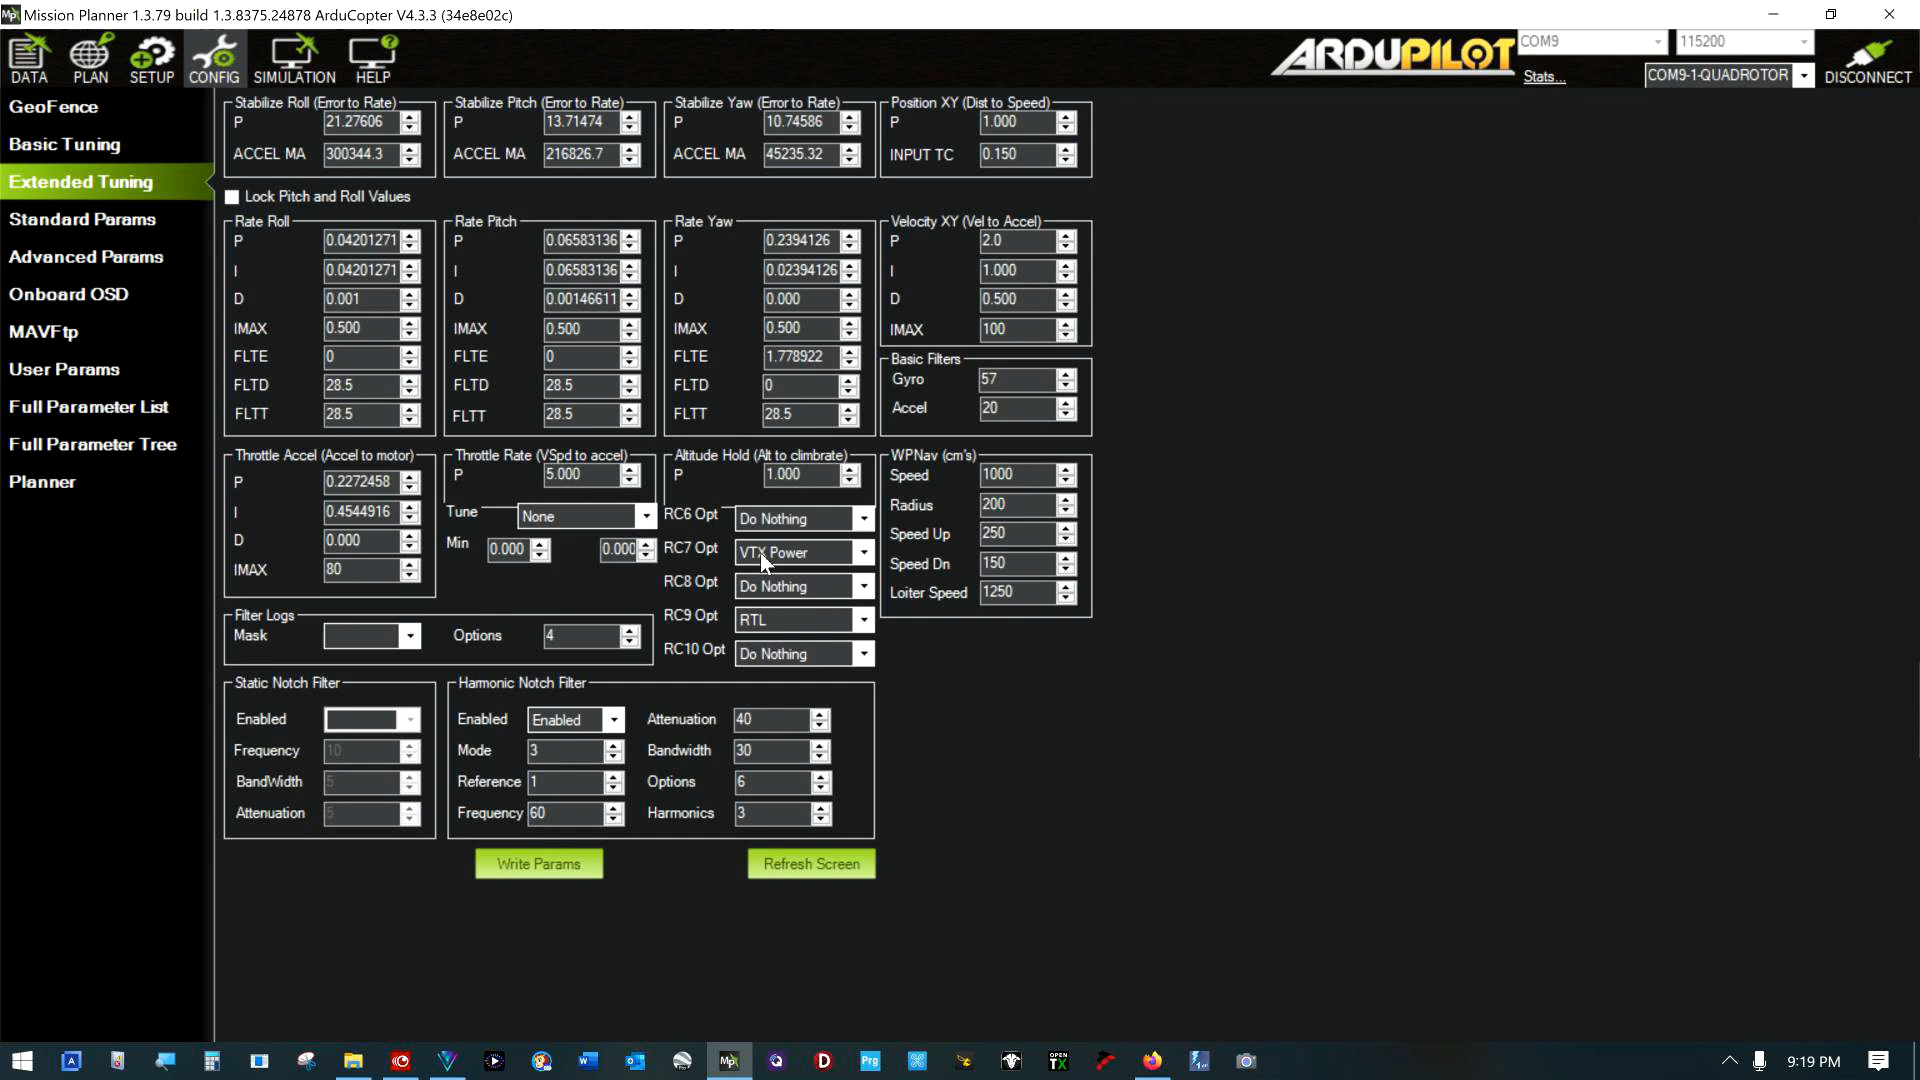 Mission Planner 1.3.79 build 1.3.8375.24878 ArduCopter V4.3.3 (34e8e02c)
DATA PLAN SETUP CONFIG SIMULATION HELP
ARDUPILOT
COM9 115200
Stats... COM9-1-QUADROTOR DISCONNECT
GeoFence
Basic Tuning
Extended Tuning
Standard Params
Advanced Params
Onboard OSD
MAVFtp
User Params
Full Parameter List
Full Parameter Tree
Planner
Stabilize Roll (Error to Rate)
P 21.27606
ACCEL MA 300344.3
Stabilize Pitch (Error to Rate)
P 13.71474
ACCEL MA 216826.7
Stabilize Yaw (Error to Rate)
P 10.74586
ACCEL MA 45235.32
Position XY (Dist to Speed)
P 1.000
INPUT TC 0.150
Lock Pitch and Roll Values
Rate Roll
P 0.04201271
I 0.04201271
D 0.001
IMAX 0.500
FLTE 0
FLTD 28.5
FLTT 28.5
Rate Pitch
P 0.06583136
I 0.06583136
D 0.00146611
IMAX 0.500
FLTE 0
FLTD 28.5
FLTT 28.5
Rate Yaw
P 0.2394126
I 0.02394126
D 0.000
IMAX 0.500
FLTE 1.778922
FLTD 0
FLTT 28.5
Velocity XY (Vel to Accel)
P 2.0
I 1.000
D 0.500
IMAX 100
Basic Filters
Gyro 57
Accel 20
Throttle Accel (Accel to motor)
P 0.2272458
I 0.4544916
D 0.000
IMAX 80
Throttle Rate (VSpd to accel)
P 5.000
Tune None
Min 0.000 0.000
Altitude Hold (Alt to climbrate)
P 1.000
RC6 Opt Do Nothing
RC7 Opt VTX Power
RC8 Opt Do Nothing
RC9 Opt RTL
RC10 Opt Do Nothing
WPNav (cm's)
Speed 1000
Radius 200
Speed Up 250
Speed Dn 150
Loiter Speed 1250
Filter Logs
Mask Options 4
Static Notch Filter
Enabled
Frequency 10
BandWidth 5
Attenuation 5
Harmonic Notch Filter
Enabled Enabled Attenuation 40
Mode 3 Bandwidth 30
Reference 1 Options 6
Frequency 60 Harmonics 3
Write Params Refresh Screen
9:19 PM